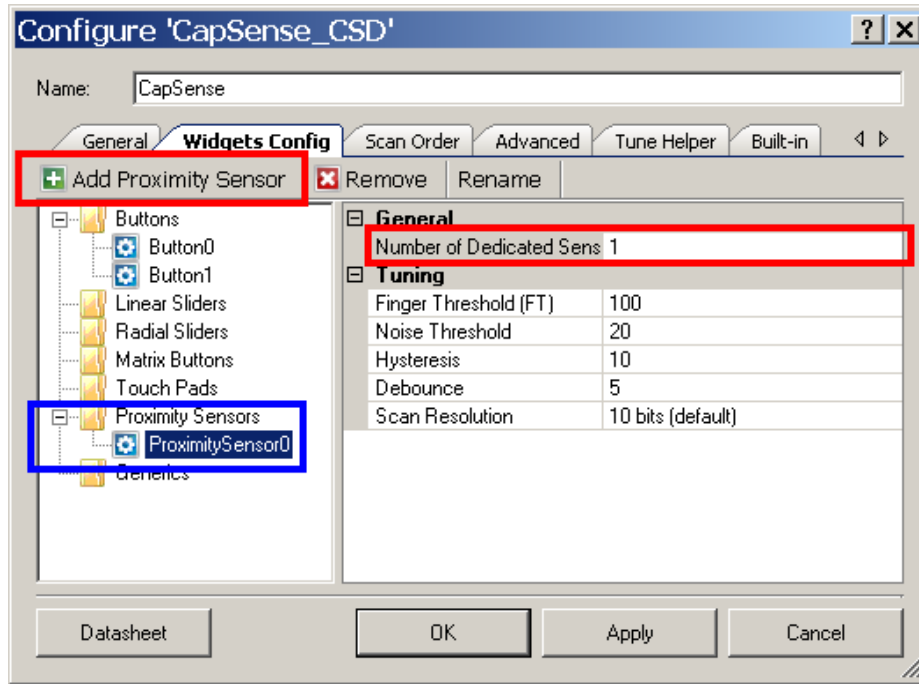 Configure 'CapSense_CSD'
Name: CapSense
General Widgets Config Scan Order Advanced Tune Helper Built-in
Add Proximity Sensor Remove Rename
Buttons
Button0
Button1
Linear Sliders
Radial Sliders
Matrix Buttons
Touch Pads
Proximity Sensors
ProximitySensor0
Generics
General
Number of Dedicated Sens 1
Tuning
Finger Threshold (FT) 100
Noise Threshold 20
Hysteresis 10
Debounce 5
Scan Resolution 10 bits (default)
Datasheet OK Apply Cancel